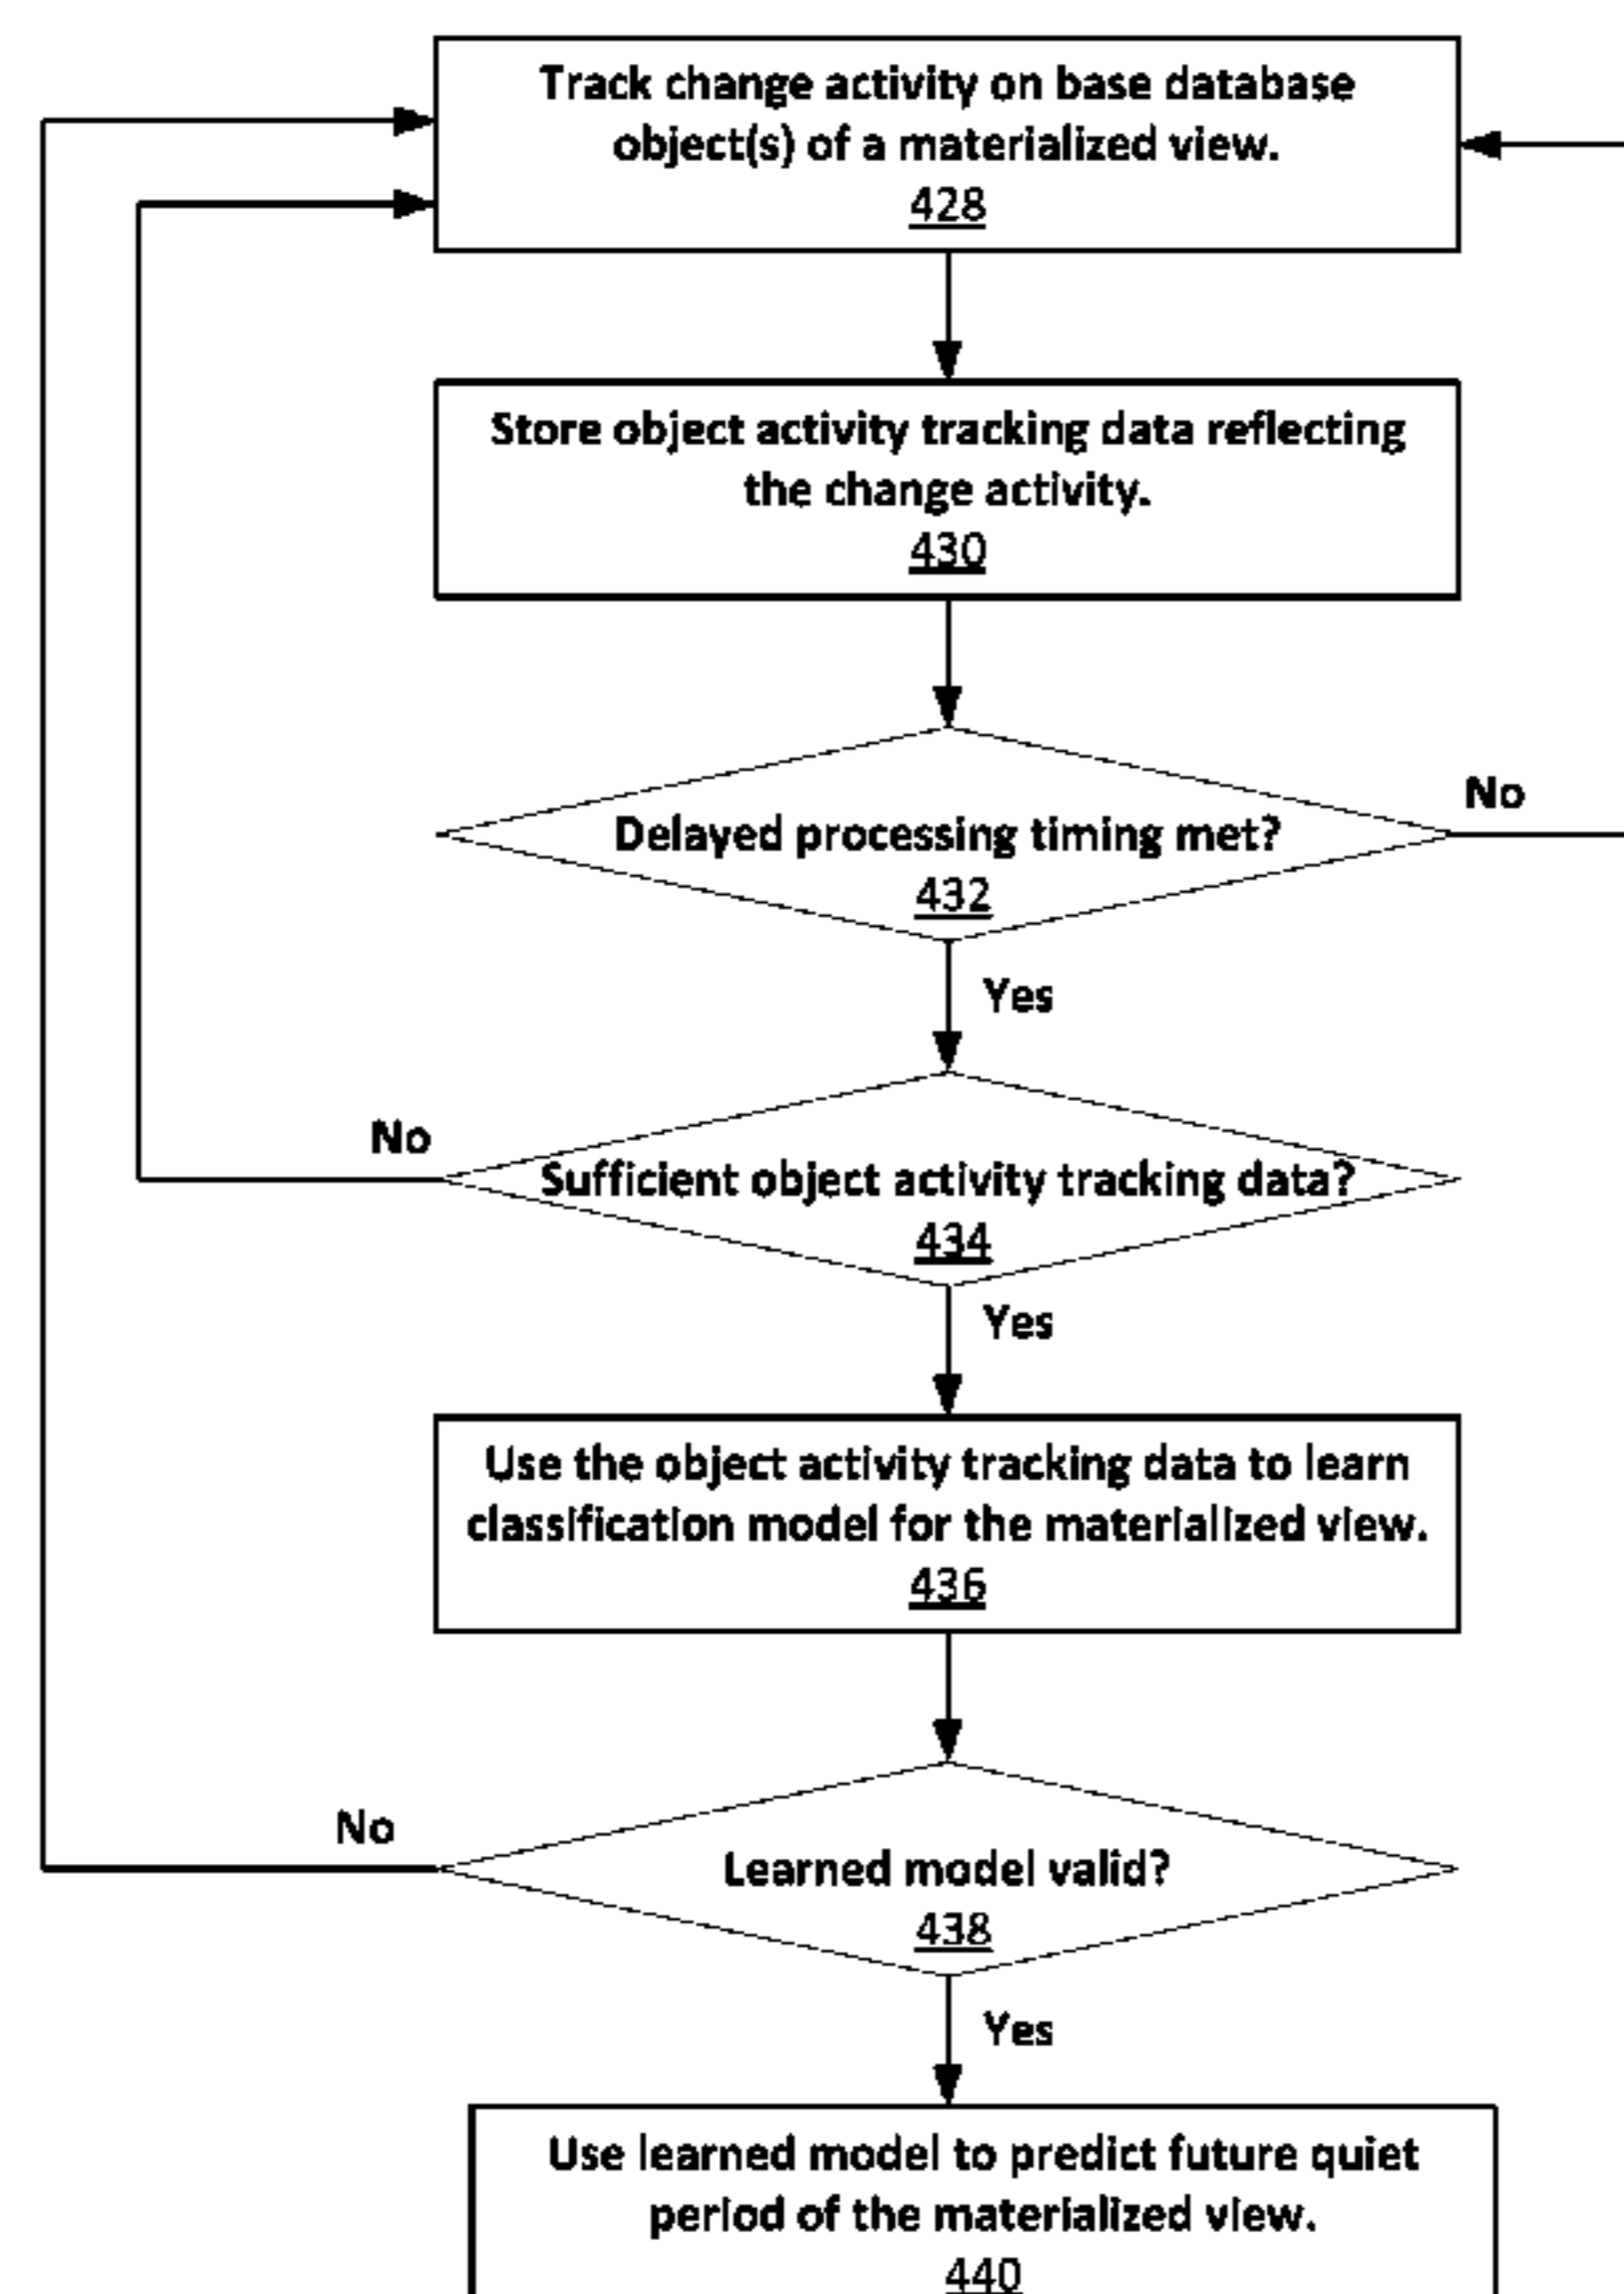 Track change activity on base database
object(s) of a materialized view.
428
Store object activity tracking data reflecting
the change activity.
430
Delayed processing timing met?
432
No
Yes
Sufficient object activity tracking data?
434
No
Yes
Use the object activity tracking data to learn
classification model for the materialized view.
436
Learned model valid?
438
No
Yes
Use learned model to predict future quiet
period of the materialized view.
440